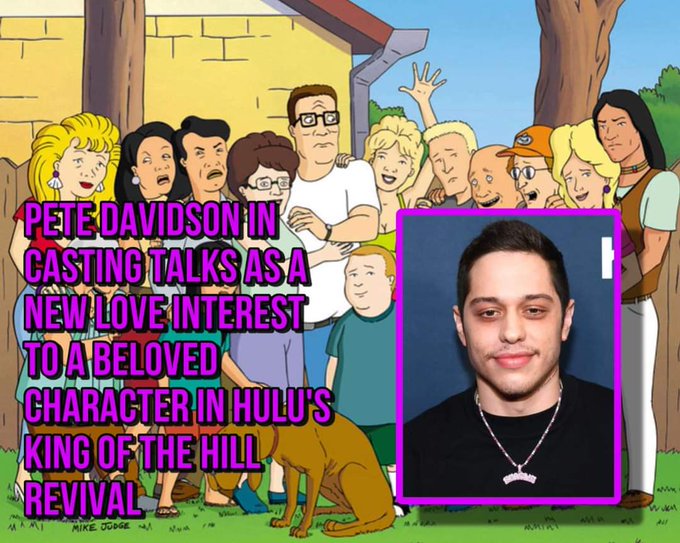 PETE DAVIDSON IN
CASTING TALKS AS A
NEW LOVE INTEREST
TO A BELOVED
CHARACTER IN HULU'S
KING OF THE HILL
REVIVAL
MIKE JUDGE